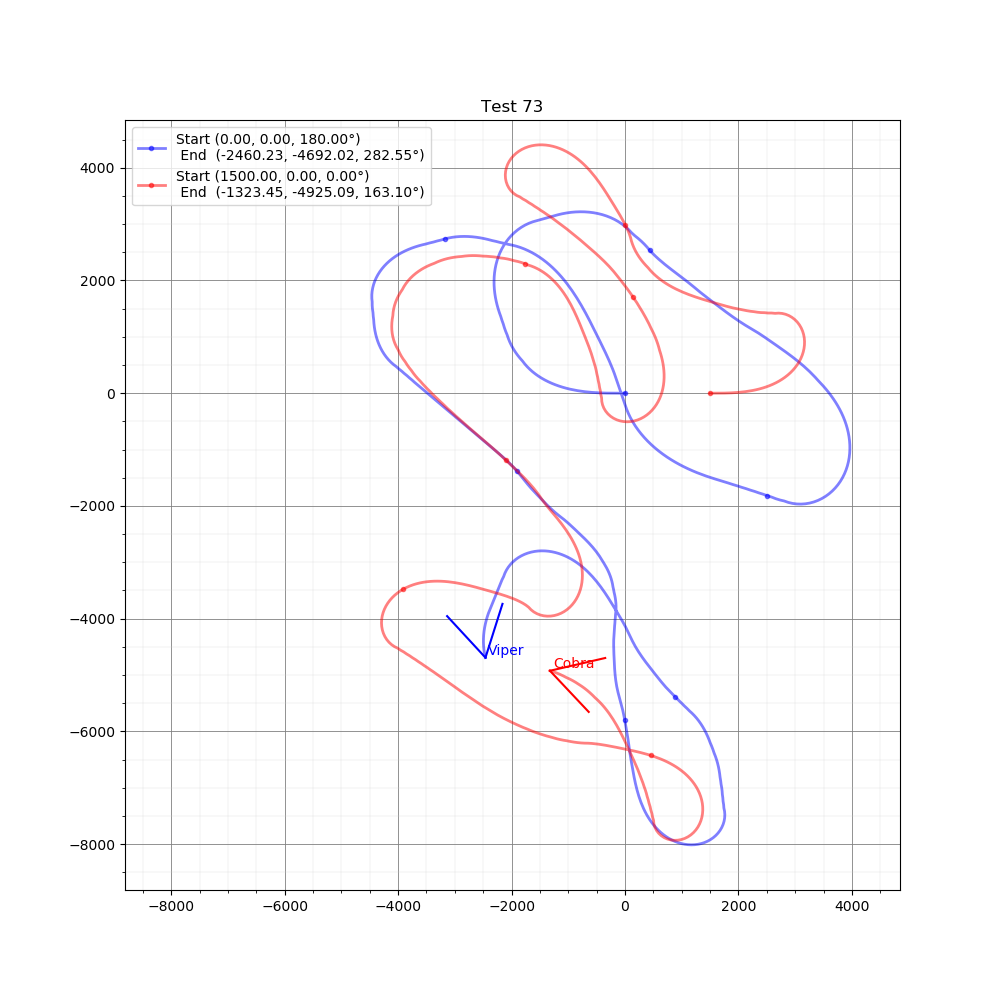 Test 73
Start (0.00, 0.00, 180.00°)
End (-2460.23, -4692.02, 282.55°)
Start (1500.00, 0.00, 0.00°)
End (-1323.45, -4925.09, 163.10°)
4000
2000
0
−2000
−4000
−6000
−8000
Viper
Cobra
−8000 −6000 −4000 −2000 0 2000 4000